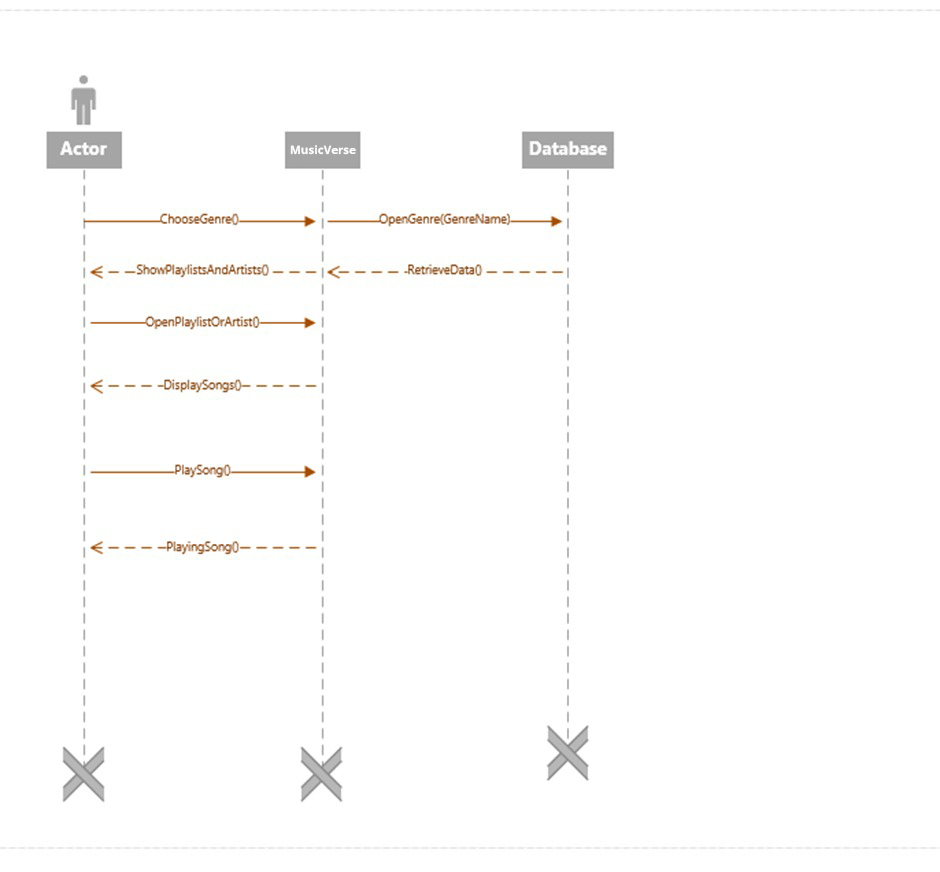 Actor
MusicVerse
Database
ChooseGenre()
OpenGenre(GenreName)
ShowPlaylistsAndArtists()
RetrieveData()
OpenPlaylistOrArtist()
DisplaySongs()
PlaySong()
PlayingSong()